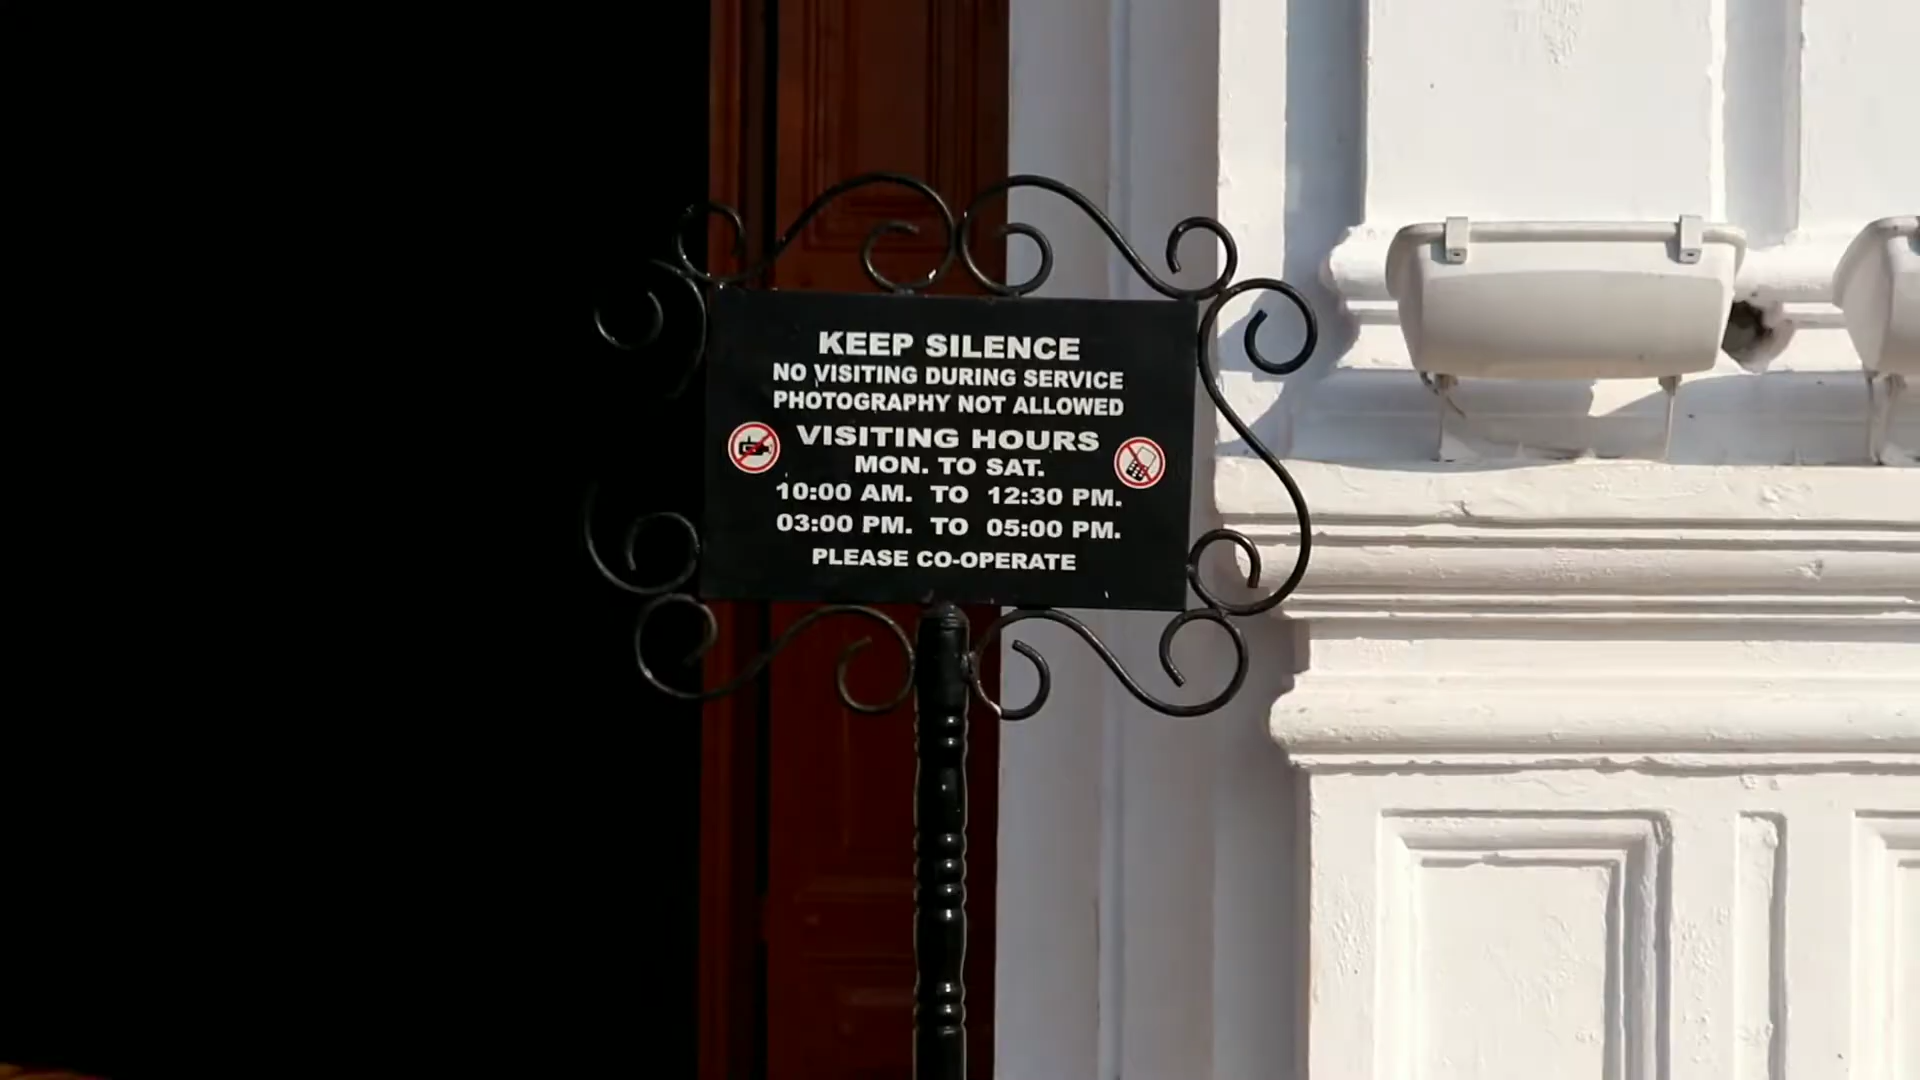 KEEP SILENCE
NO VISITING DURING SERVICE
PHOTOGRAPHY NOT ALLOWED
VISITING HOURS
MON. TO SAT.
10:00 AM. TO 12:30 PM.
03:00 PM. TO 05:00 PM.
PLEASE CO-OPERATE